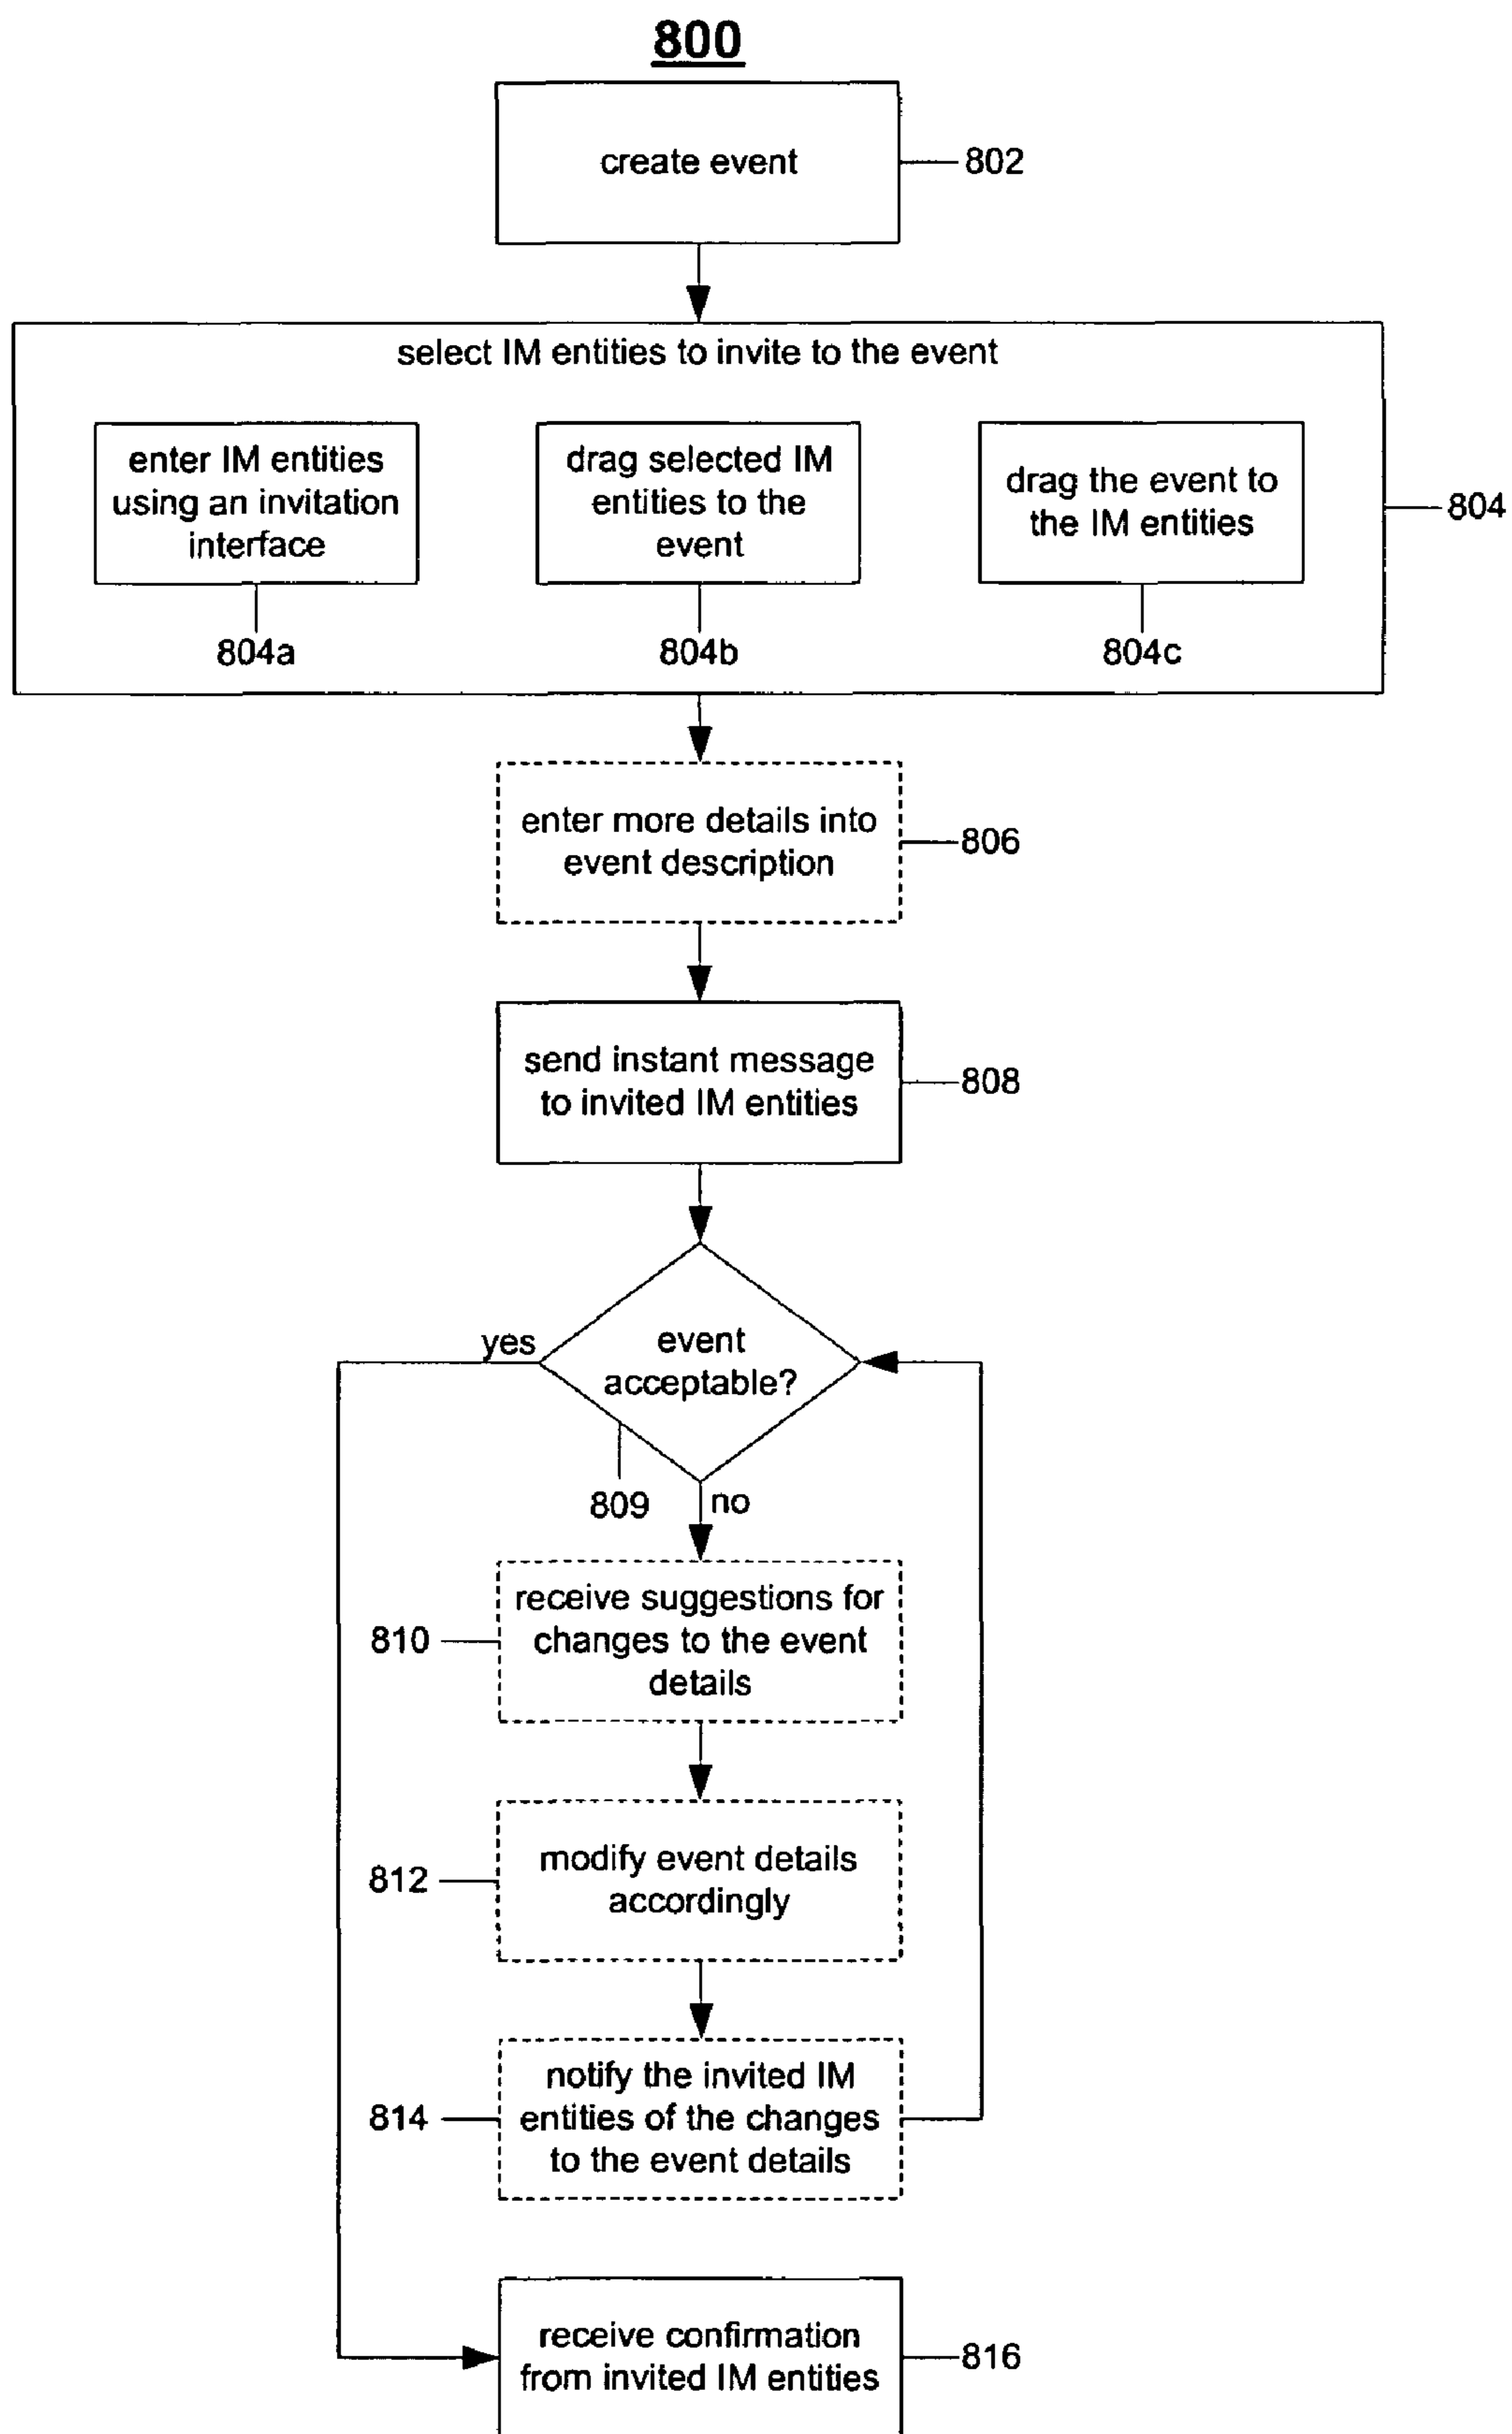 800
create event
802
select IM entities to invite to the event
enter IM entities
using an invitation
interface
804a
drag selected IM
entities to the
event
804b
drag the event to
the IM entities
804c
804
enter more details into
event description
806
send instant message
to invited IM entities
808
event
acceptable?
yes
809
no
receive suggestions for
changes to the event
details
810
modify event details
accordingly
812
notify the invited IM
entities of the changes
to the event details
814
receive confirmation
from invited IM entities
816